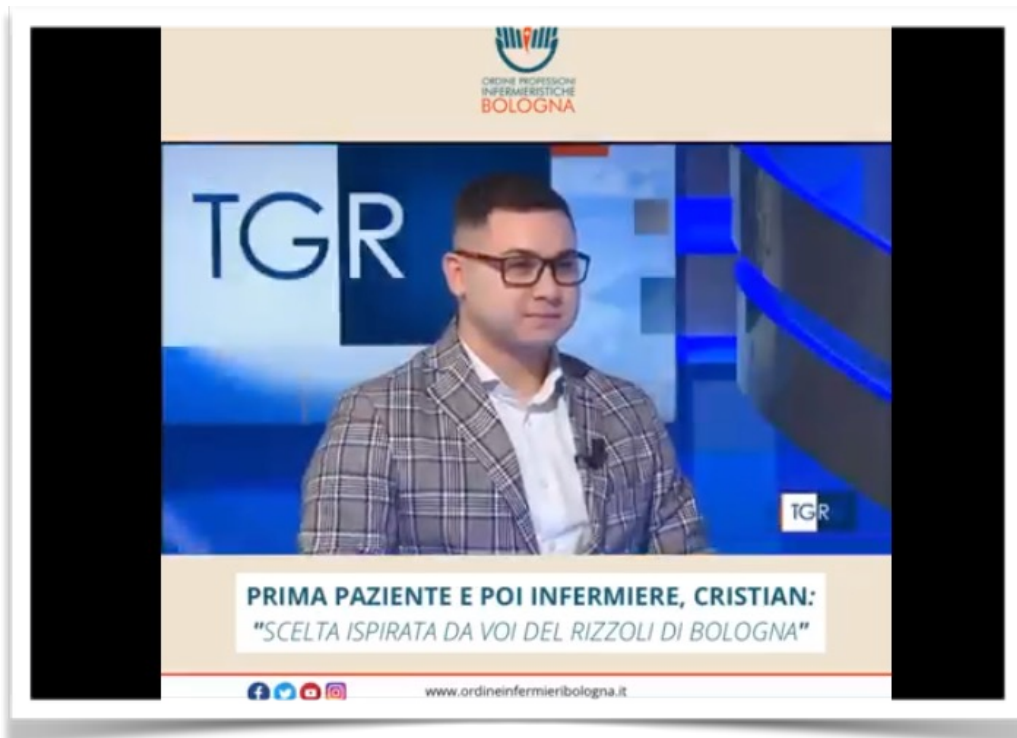 ORDINE PROFESSIONI
INFERMIERISTICHE
BOLOGNA
TGR
TGR
PRIMA PAZIENTE E POI INFERMIERE, CRISTIAN:
"SCELTA ISPIRATA DA VOI DEL RIZZOLI DI BOLOGNA"
www.ordineinfermieribologna.it